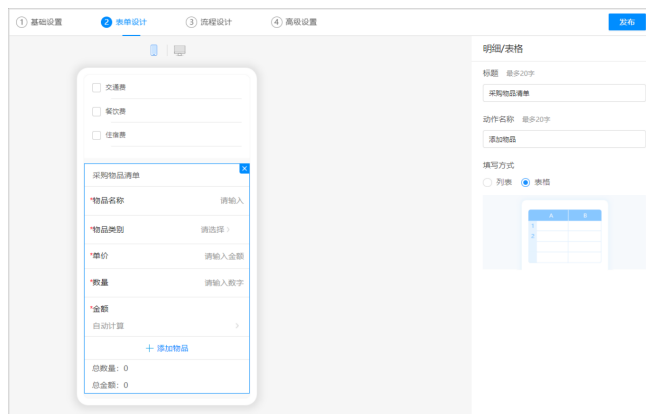 1 基础设置 2 表单设计 3 流程设计 4 高级设置 发布
交通费
餐饮费
住宿费
采购物品清单
*物品名称 请输入
*物品类别 请选择
*单价 请输入金额
*数量 请输入数字
*金额
自动计算
添加物品
总数量：0
总金额：0
明细/表格
标题 最多20字
采购物品清单
动作名称 最多20字
添加物品
填写方式
列表 表格
A B
1
2